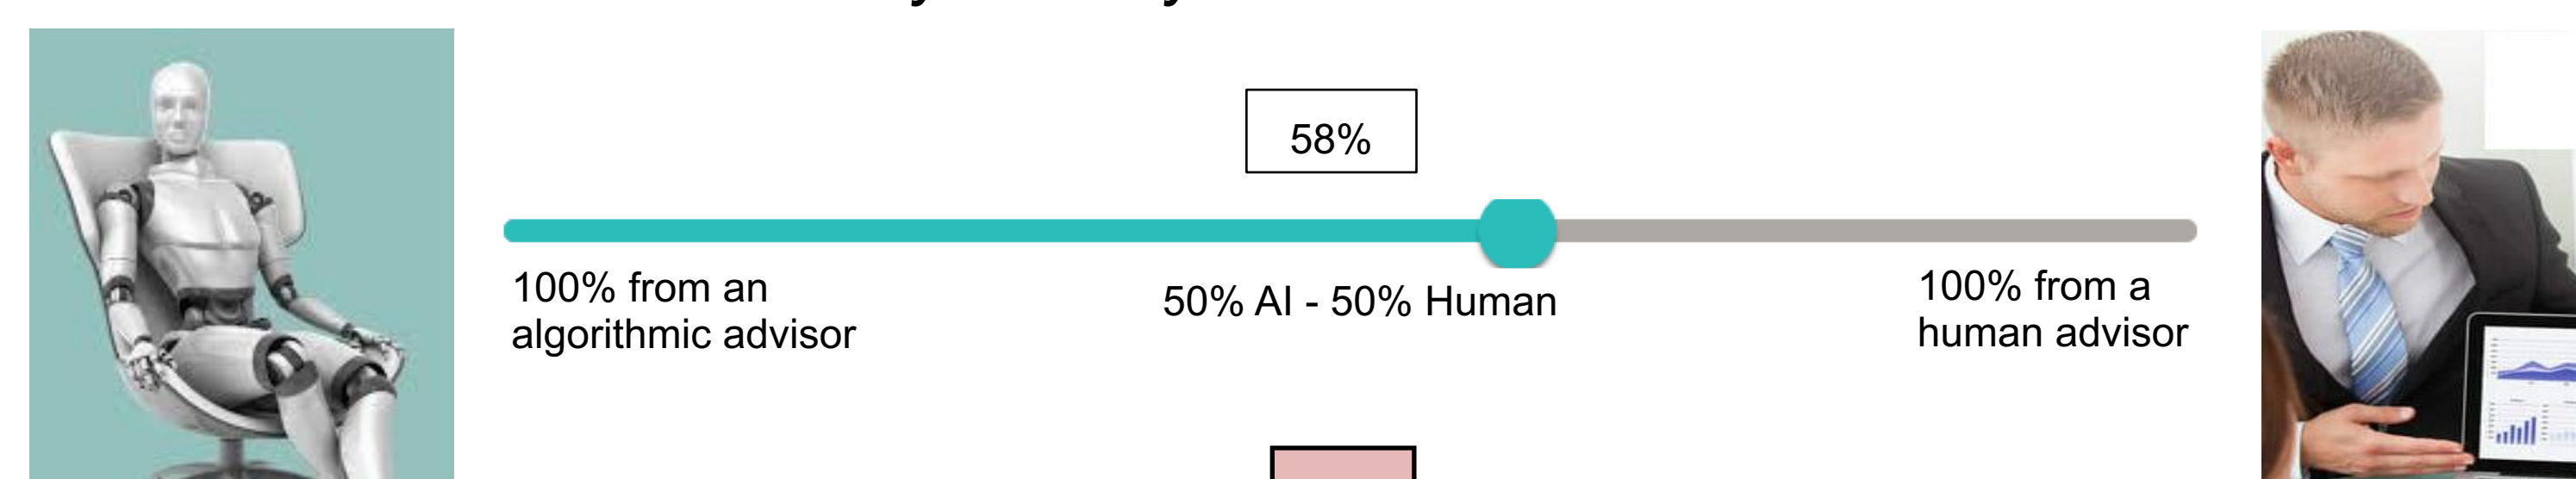 58%
100% from an
algorithmic advisor
50% AI - 50% Human
100% from a
human advisor